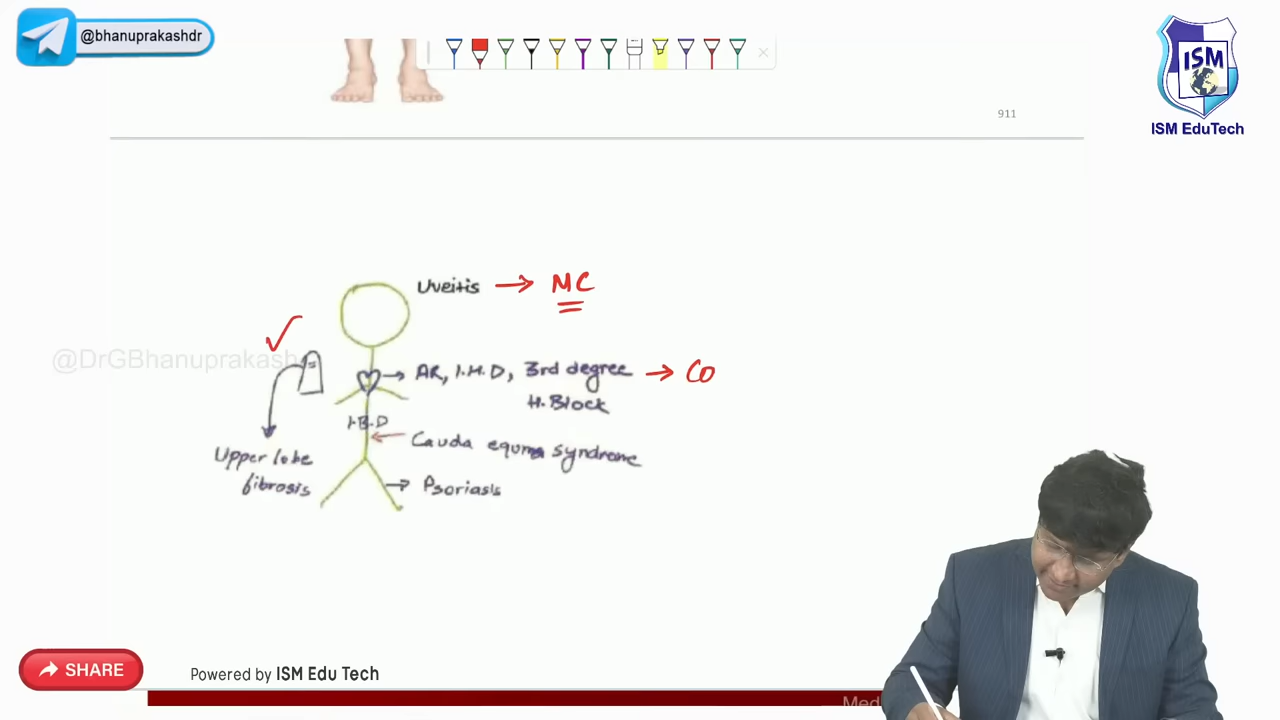 @bhanuprakashdr
ISM
ISM EduTech
911
Uveitis → MC
@DrGBhanuprakash
AR, I.H.D, 3rd degree → CO
H.Block
I.B.D
Cauda equina syndrome
Upper lobe
fibrosis
Psoriasis
SHARE
Powered by ISM Edu Tech
Med